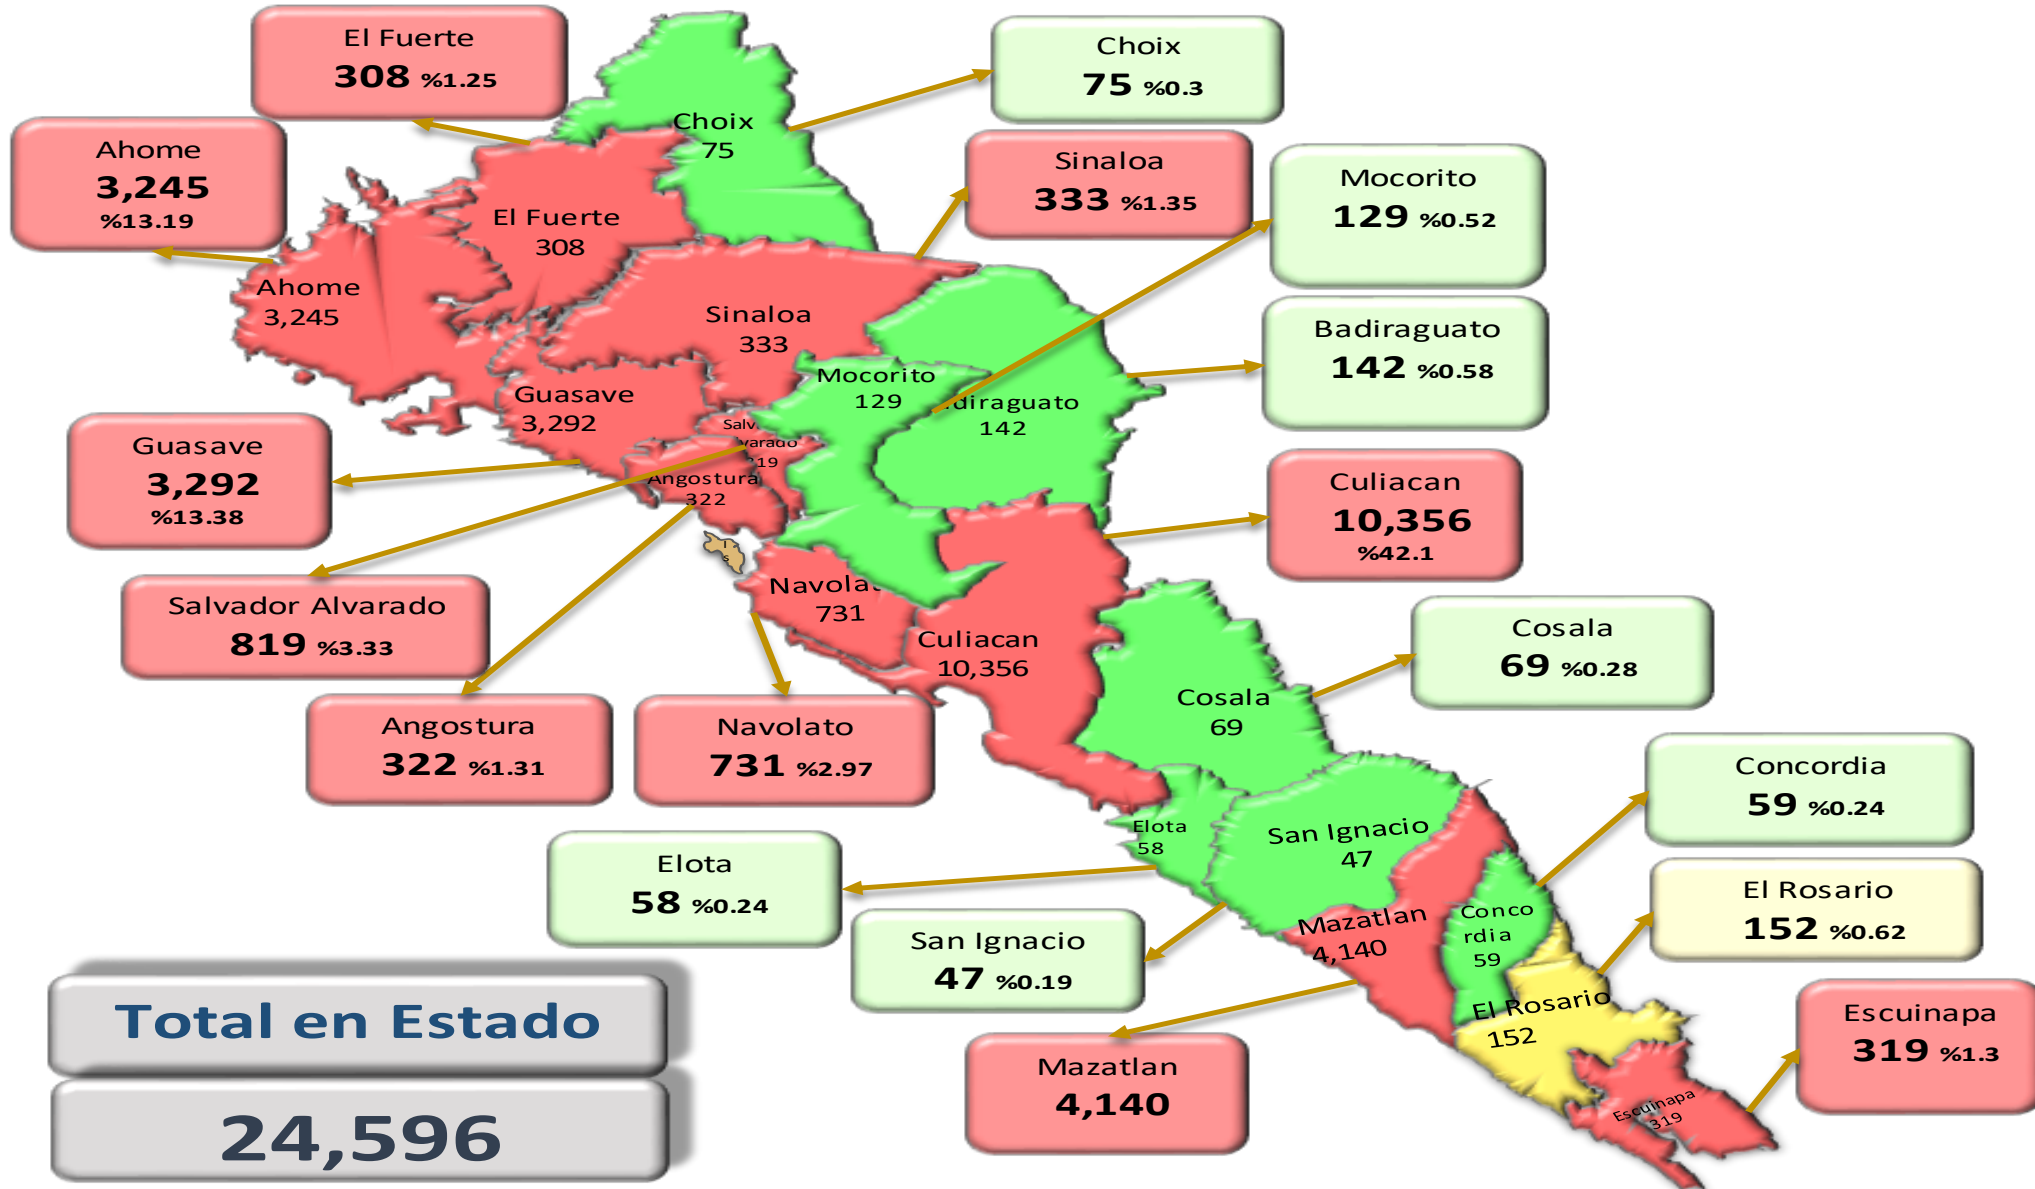 El Fuerte
308 %1.25
Choix
75 %0.3
Ahome
3,245
%13.19
Sinaloa
333 %1.35
Mocorito
129 %0.52
Badiraguato
142 %0.58
Guasave
3,292
%13.38
Culiacan
10,356
%42.1
Salvador Alvarado
819 %3.33
Cosala
69 %0.28
Angostura
322 %1.31
Navolato
731 %2.97
Concordia
59 %0.24
Elota
58 %0.24
El Rosario
152 %0.62
San Ignacio
47 %0.19
Escuinapa
319 %1.3
Mazatlan
4,140
Choix
75
El Fuerte
308
Ahome
3,245
Sinaloa
333
Mocorito
129
diraguato
142
Guasave
3,292
Salv
varado
319
Angostura
322
Navolat
731
Culiacan
10,356
Cosala
69
Elota
58
San Ignacio
47
Mazatlan
4,140
Conco
rdia
59
El Rosario
152
Escuinapa
319
Total en Estado
24,596